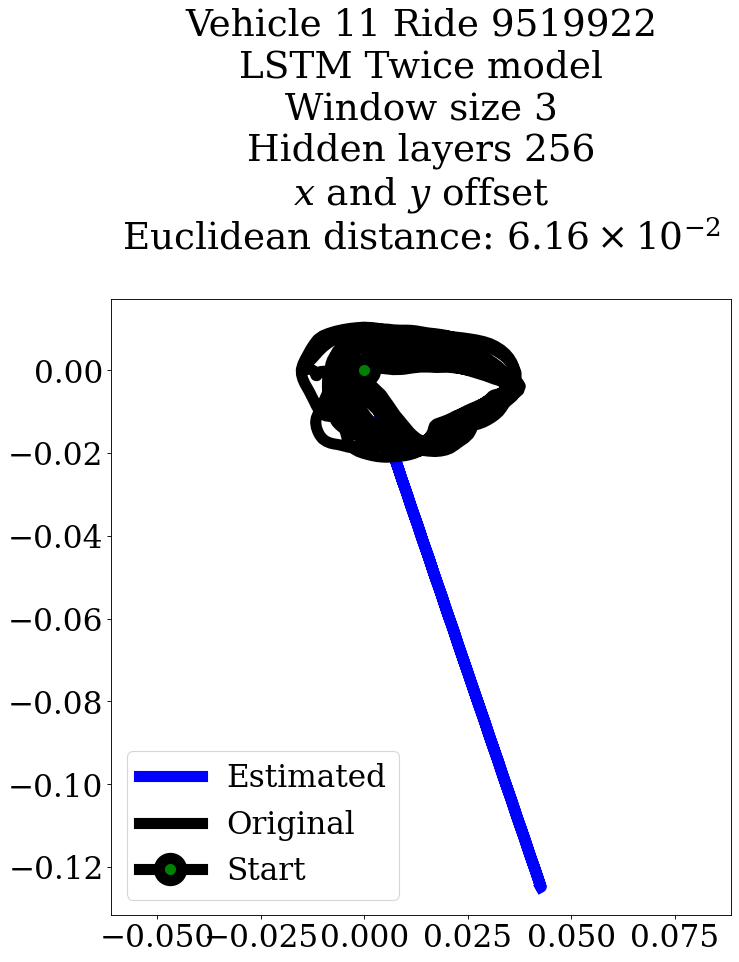 Vehicle 11 Ride 9519922
LSTM Twice model
Window size 3
Hidden layers 256
x and y offset
Euclidean distance: 6.16 × 10⁻²
0.00
−0.02
−0.04
−0.06
−0.08
−0.10
−0.12
Estimated
Original
Start
−0.050 −0.025 0.000 0.025 0.050 0.075